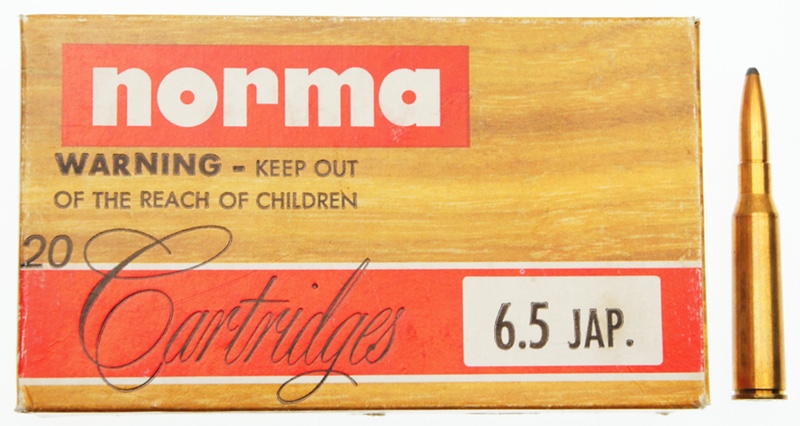 norma
WARNING - KEEP OUT
OF THE REACH OF CHILDREN
20
Cartridges
6.5 JAP.